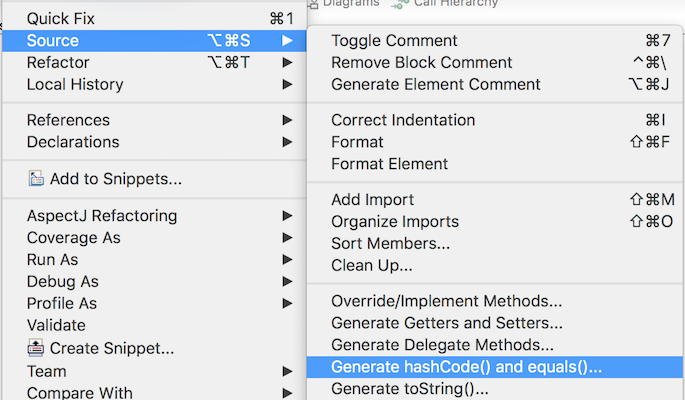 Diagrams Call Hierarchy
Quick Fix ⌘1
Source ⌥⌘S ▶
Refactor ⌥⌘T ▶
Local History ▶
References ▶
Declarations ▶
Add to Snippets...
AspectJ Refactoring ▶
Coverage As ▶
Run As ▶
Debug As ▶
Profile As ▶
Validate
Create Snippet...
Team ▶
Compare With ▶
Toggle Comment ⌘7
Remove Block Comment ^⌘\
Generate Element Comment ⌥⌘J
Correct Indentation ⌘I
Format ⇧⌘F
Format Element
Add Import ⇧⌘M
Organize Imports ⇧⌘O
Sort Members...
Clean Up...
Override/Implement Methods...
Generate Getters and Setters...
Generate Delegate Methods...
Generate hashCode() and equals()...
Generate toString()...